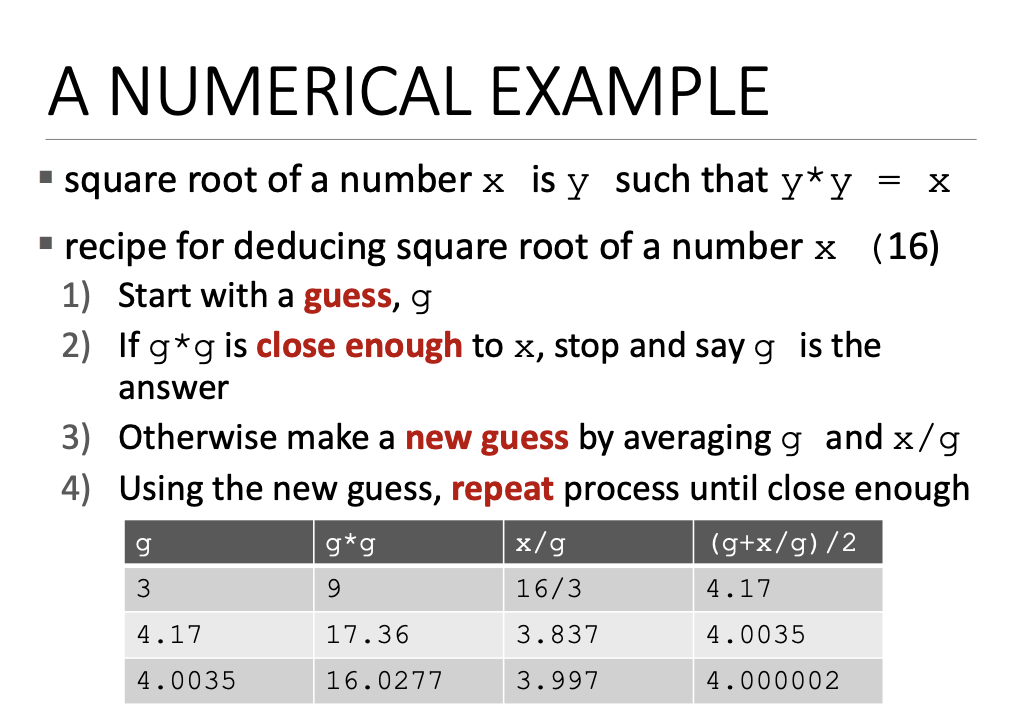 A NUMERICAL EXAMPLE
▪ square root of a number x is y such that y*y = x
▪ recipe for deducing square root of a number x (16)
1) Start with a guess, g
2) If g*g is close enough to x, stop and say g is the
answer
3) Otherwise make a new guess by averaging g and x/g
4) Using the new guess, repeat process until close enough
g g*g x/g (g+x/g)/2
3 9 16/3 4.17
4.17 17.36 3.837 4.0035
4.0035 16.0277 3.997 4.000002